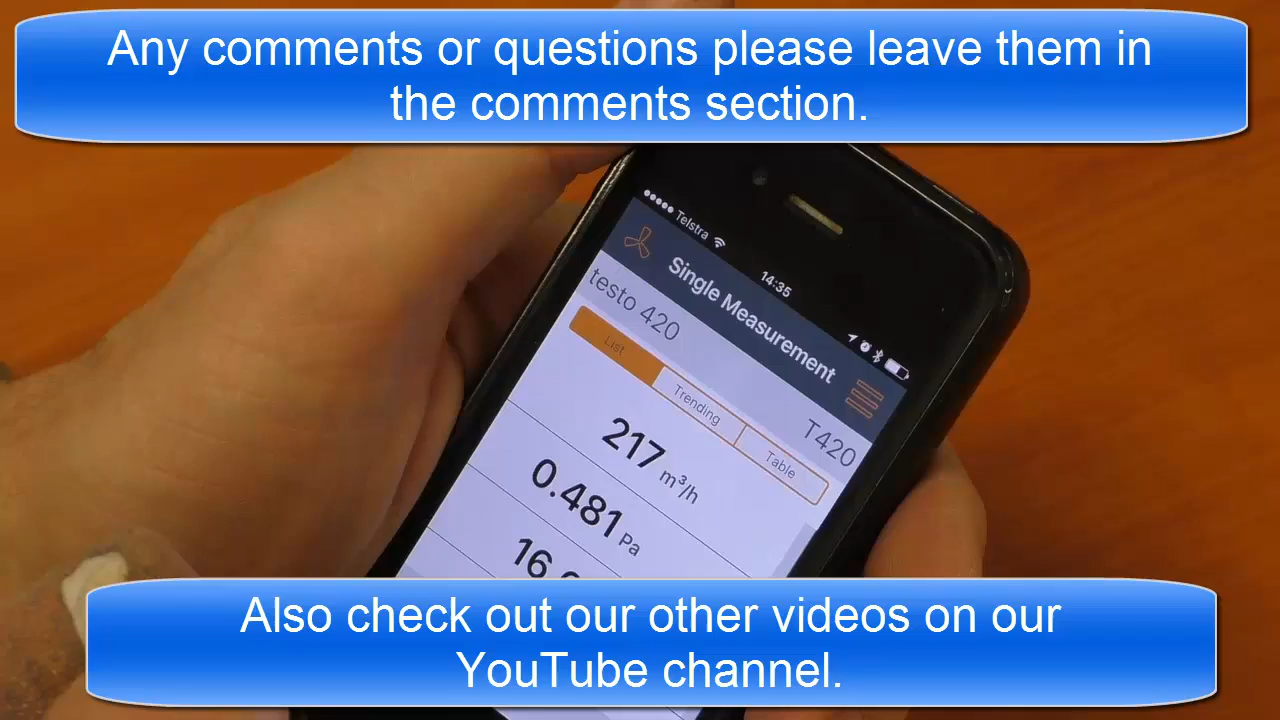 Any comments or questions please leave them in
the comments section.
Telstra
14:35
Single Measurement
testo 420
T420
List
Trending
Table
217 m³/h
0.481 Pa
16.
Also check out our other videos on our
YouTube channel.